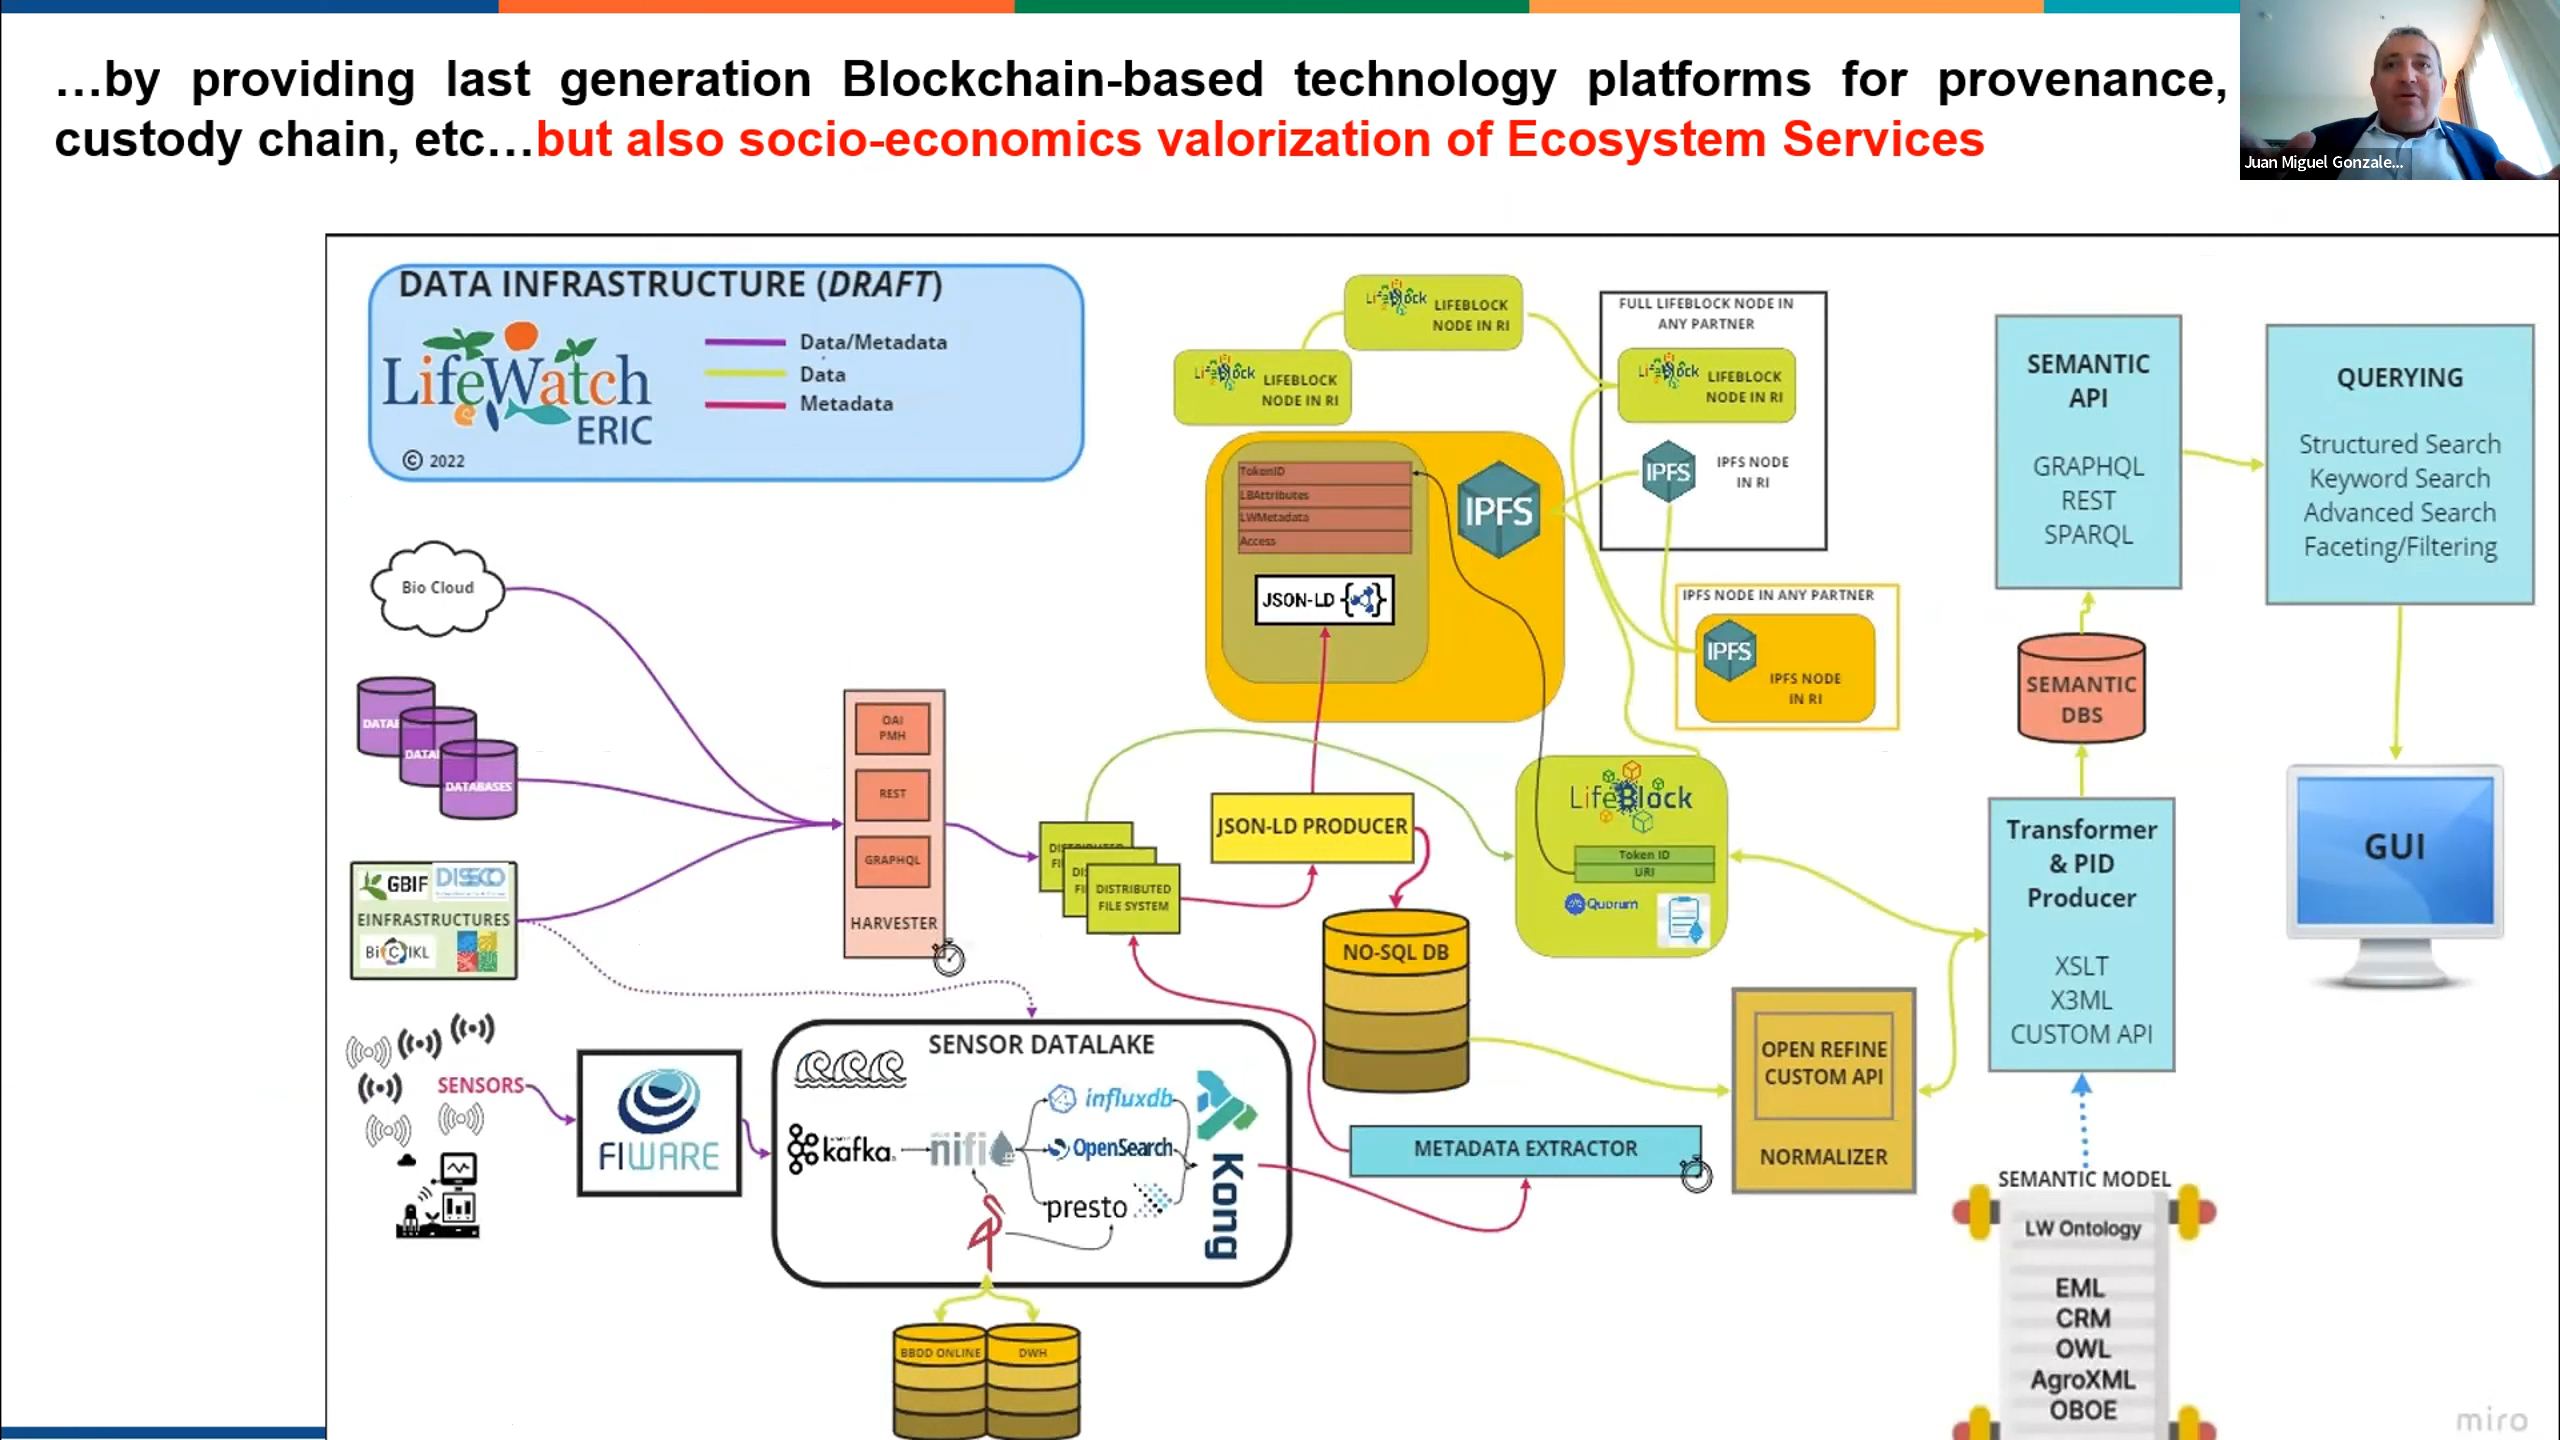 …by providing last generation Blockchain-based technology platforms for provenance,
custody chain, etc…but also socio-economics valorization of Ecosystem Services
Juan Miguel Gonzale...
DATA INFRASTRUCTURE (DRAFT)
LifeWatch
ERIC
© 2022
Data/Metadata
Data
Metadata
LifeBlock
LIFEBLOCK
NODE IN RI
LifeBlock
LIFEBLOCK
NODE IN RI
FULL LIFEBLOCK NODE IN
ANY PARTNER
LifeBlock
LIFEBLOCK
NODE IN RI
IPFS
IPFS NODE
IN RI
TokenID
LBAttributes
LWMetadata
Access
JSON-LD
IPFS
IPFS NODE IN ANY PARTNER
IPFS
IPFS NODE
IN RI
SEMANTIC
API
GRAPHQL
REST
SPARQL
QUERYING
Structured Search
Keyword Search
Advanced Search
Faceting/Filtering
SEMANTIC
DBS
GUI
Bio Cloud
DATAB
DATA
DATABASES
GBIF
DISSCO
EINFRASTRUCTURES
BiCIKL
OAI
PMH
REST
GRAPHQL
HARVESTER
DISTRIBUTED
FILE SYSTEM
JSON-LD PRODUCER
NO-SQL DB
LifeBlock
Token ID
URI
Quorum
Transformer
& PID
Producer
XSLT
X3ML
CUSTOM API
OPEN REFINE
CUSTOM API
NORMALIZER
SENSORS
FIWARE
SENSOR DATALAKE
kafka
nifi
influxdb
OpenSearch
presto
Kong
METADATA EXTRACTOR
BBDD ONLINE
DWH
SEMANTIC MODEL
LW Ontology
EML
CRM
OWL
AgroXML
OBOE
miro